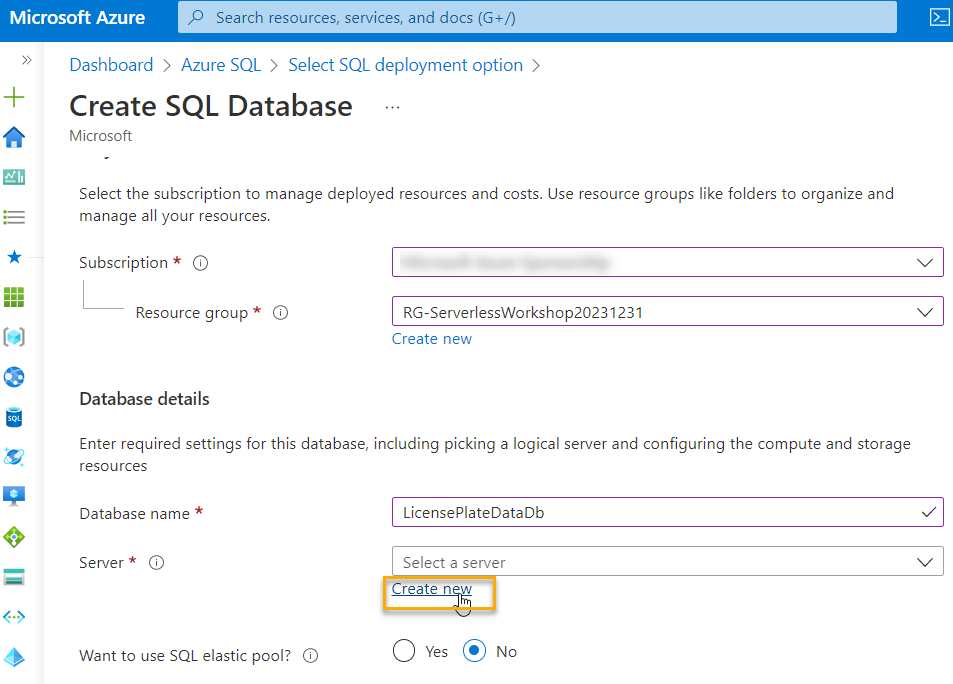 Microsoft Azure
Search resources, services, and docs (G+/)
Dashboard > Azure SQL > Select SQL deployment option >
Create SQL Database ...
Microsoft
Select the subscription to manage deployed resources and costs. Use resource groups like folders to organize and
manage all your resources.
Subscription *
Resource group * RG-ServerlessWorkshop20231231
Create new
Database details
Enter required settings for this database, including picking a logical server and configuring the compute and storage
resources
Database name * LicensePlateDataDb
Server * Select a server
Create new
Want to use SQL elastic pool? Yes No
SQL